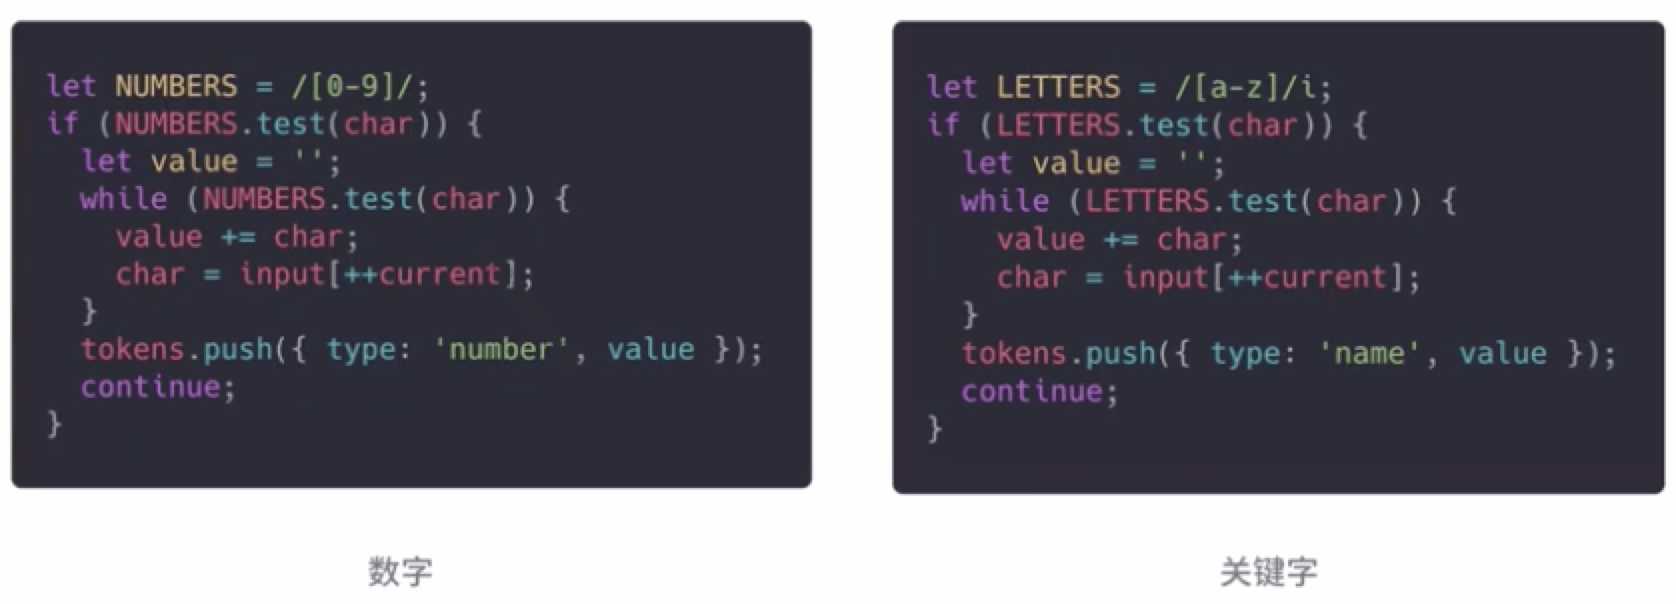 let NUMBERS = /[0-9]/;
if (NUMBERS.test(char)) {
  let value = '';
  while (NUMBERS.test(char)) {
    value += char;
    char = input[++current];
  }
  tokens.push({ type: 'number', value });
  continue;
}
数字
let LETTERS = /[a-z]/i;
if (LETTERS.test(char)) {
  let value = '';
  while (LETTERS.test(char)) {
    value += char;
    char = input[++current];
  }
  tokens.push({ type: 'name', value });
  continue;
}
关键字